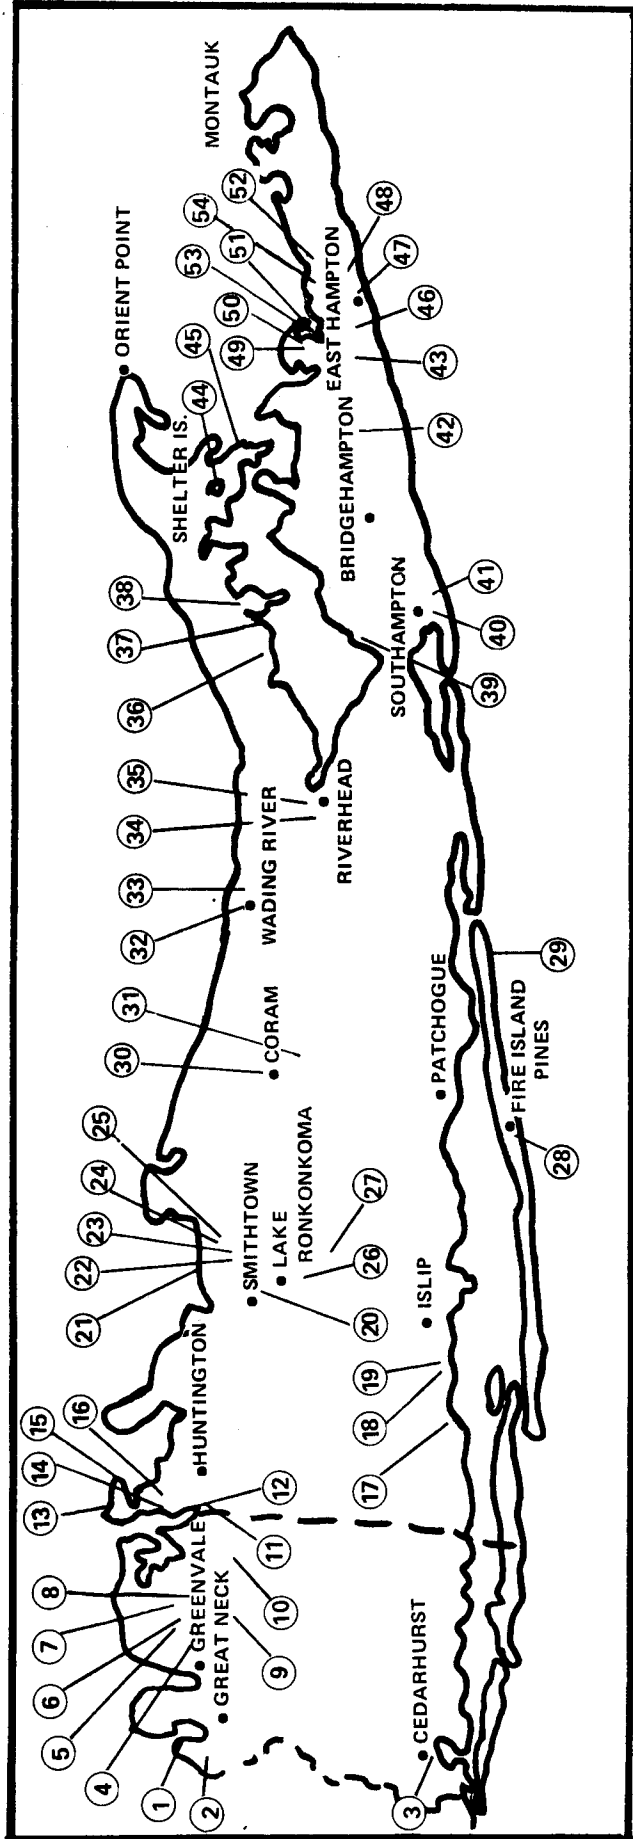 MONTAUK
ORIENT POINT
SHELTER IS.
EAST HAMPTON
BRIDGEHAMPTON
SOUTHAMPTON
WADING RIVER
RIVERHEAD
CORAM
PATCHOGUE
FIRE ISLAND
PINES
SMITHTOWN
LAKE
RONKONKOMA
ISLIP
HUNTINGTON
GREENVALE
GREAT NECK
CEDARHURST
1
2
3
4
5
6
7
8
9
10
11
12
13
14
15
16
17
18
19
20
21
22
23
24
25
26
27
28
29
30
31
32
33
34
35
36
37
38
39
40
41
42
43
44
45
46
47
48
49
50
51
52
53
54